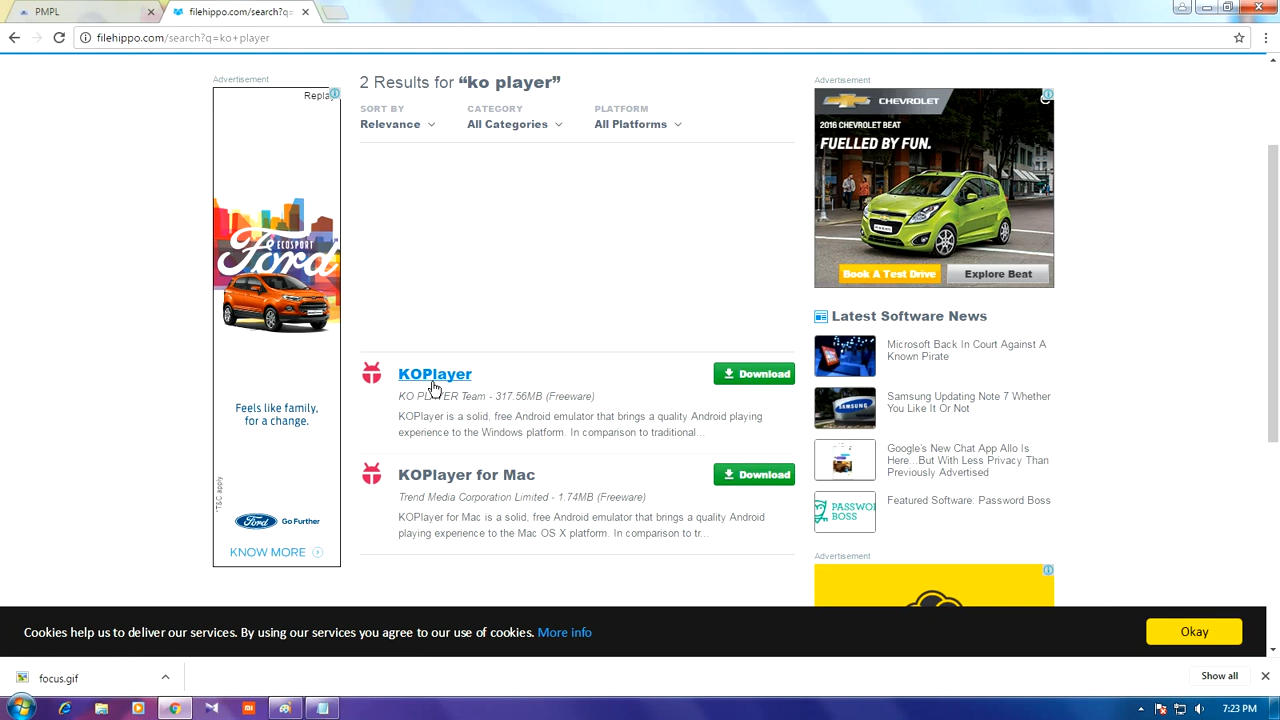 PMPL
filehippo.com/search?q=
filehippo.com/search?q=ko+player
Advertisement
Replay
ECOSPORT
Ford
Feels like family,
for a change.
*T&C apply
Ford Go Further
KNOW MORE
2 Results for “ko player”
SORT BY
Relevance
CATEGORY
All Categories
PLATFORM
All Platforms
KOPlayer
Download
KO PLAYER Team - 317.56MB (Freeware)
KOPlayer is a solid, free Android emulator that brings a quality Android playing
experience to the Windows platform. In comparison to traditional...
KOPlayer for Mac
Download
Trend Media Corporation Limited - 1.74MB (Freeware)
KOPlayer for Mac is a solid, free Android emulator that brings a quality Android
playing experience to the Mac OS X platform. In comparison to tr...
Advertisement
CHEVROLET
2016 CHEVROLET BEAT
FUELLED BY FUN.
Book A Test Drive
Explore Beat
Latest Software News
Microsoft Back In Court Against A
Known Pirate
SAMSUNG
Samsung Updating Note 7 Whether
You Like It Or Not
Google's New Chat App Allo Is
Here...But With Less Privacy Than
Previously Advertised
PASSWO
BOSS
Featured Software: Password Boss
Advertisement
Cookies help us to deliver our services. By using our services you agree to our use of cookies. More info
Okay
focus.gif
Show all
7:23 PM